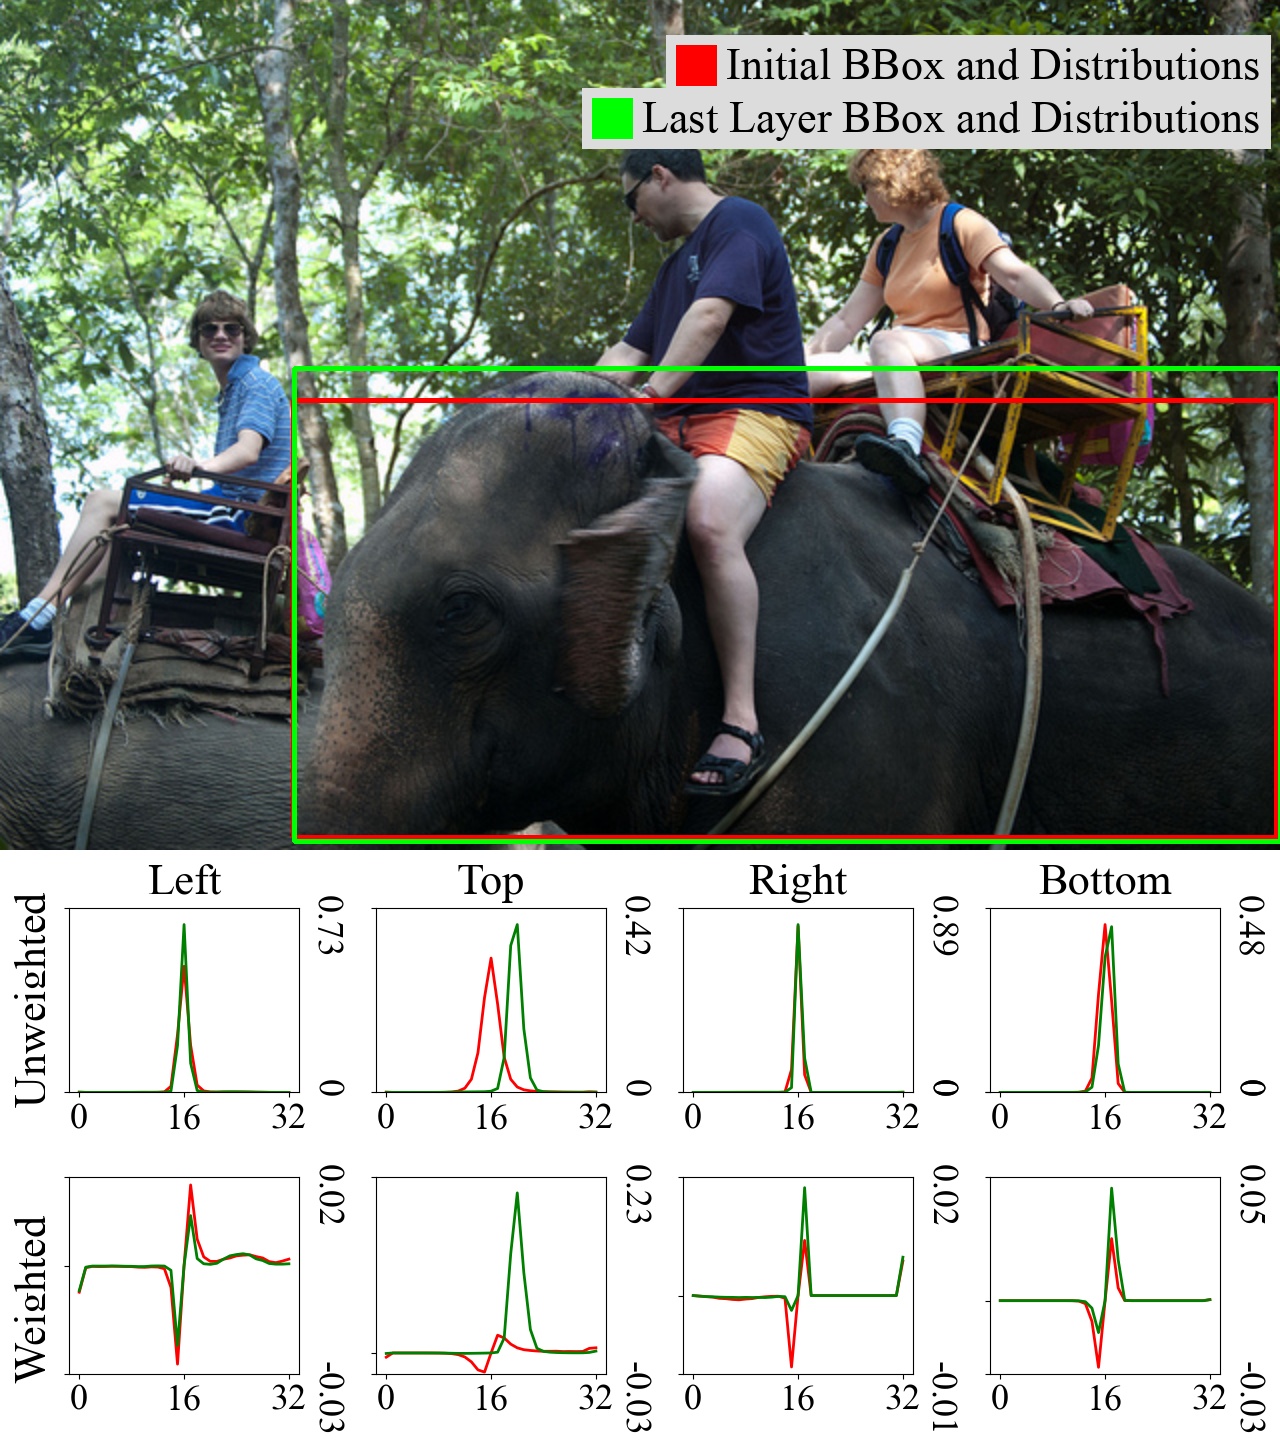 Initial BBox and Distributions
Last Layer BBox and Distributions
Left Top Right Bottom
Unweighted
0.73 0.42 0.89 0.48
0 0 0 0
0 16 32 0 16 32 0 16 32 0 16 32
Weighted
0.02 0.23 0.02 0.05
-0.03 -0.03 -0.01 -0.03
0 16 32 0 16 32 0 16 32 0 16 32